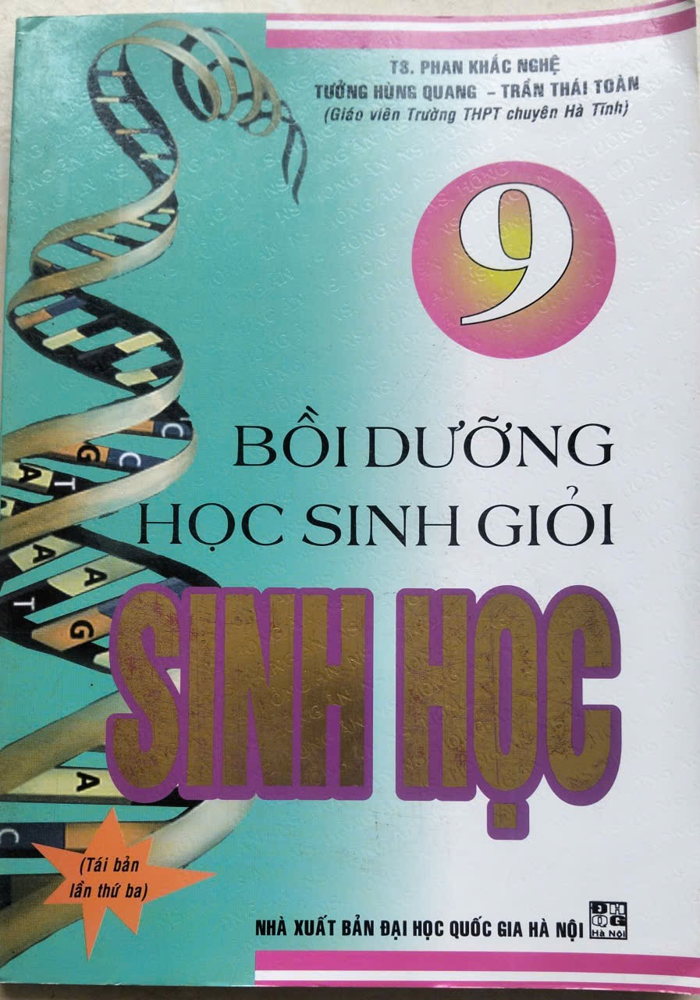 TS. PHAN KHẮC NGHỆ
TƯỞNG HÙNG QUANG - TRẦN THÁI TOÀN
(Giáo viên Trường THPT chuyên Hà Tĩnh)
9
BỒI DƯỠNG
HỌC SINH GIỎI
SINH HỌC
C
C
G
A
T
A
A
T
G
A
C
(Tái bản
lần thứ ba)
NHÀ XUẤT BẢN ĐẠI HỌC QUỐC GIA HÀ NỘI
ĐH
QG
Hà Nội